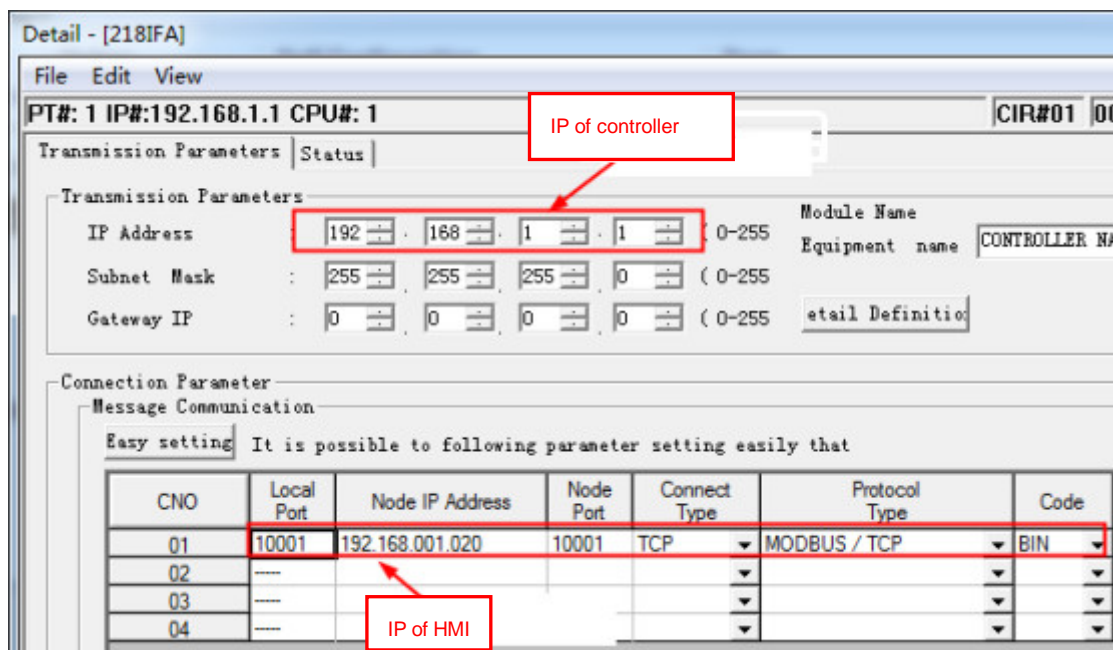 Detail - [218IFA]
File Edit View
PT#: 1 IP#:192.168.1.1 CPU#: 1 CIR#01 00
IP of controller
Transmission Parameters Status
Transmission Parameters
IP Address : 192 . 168 . 1 . 1 ( 0-255
Module Name
Equipment name CONTROLLER NA
Subnet Mask : 255 . 255 . 255 . 0 ( 0-255
Gateway IP : 0 . 0 . 0 . 0 ( 0-255
etail Definitio
Connection Parameter
Message Communication
Easy setting It is possible to following parameter setting easily that
CNO Local Port Node IP Address Node Port Connect Type Protocol Type Code
01 10001 192.168.001.020 10001 TCP MODBUS / TCP BIN
02 -----
03 -----
04 -----
IP of HMI